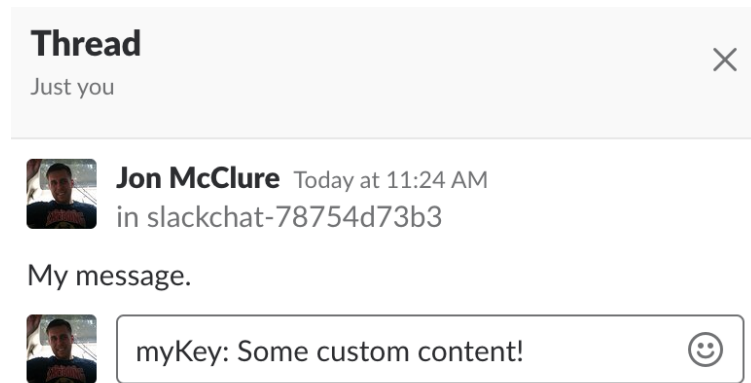 Thread
Just you
Jon McClure Today at 11:24 AM
in slackchat-78754d73b3
My message.
myKey: Some custom content!